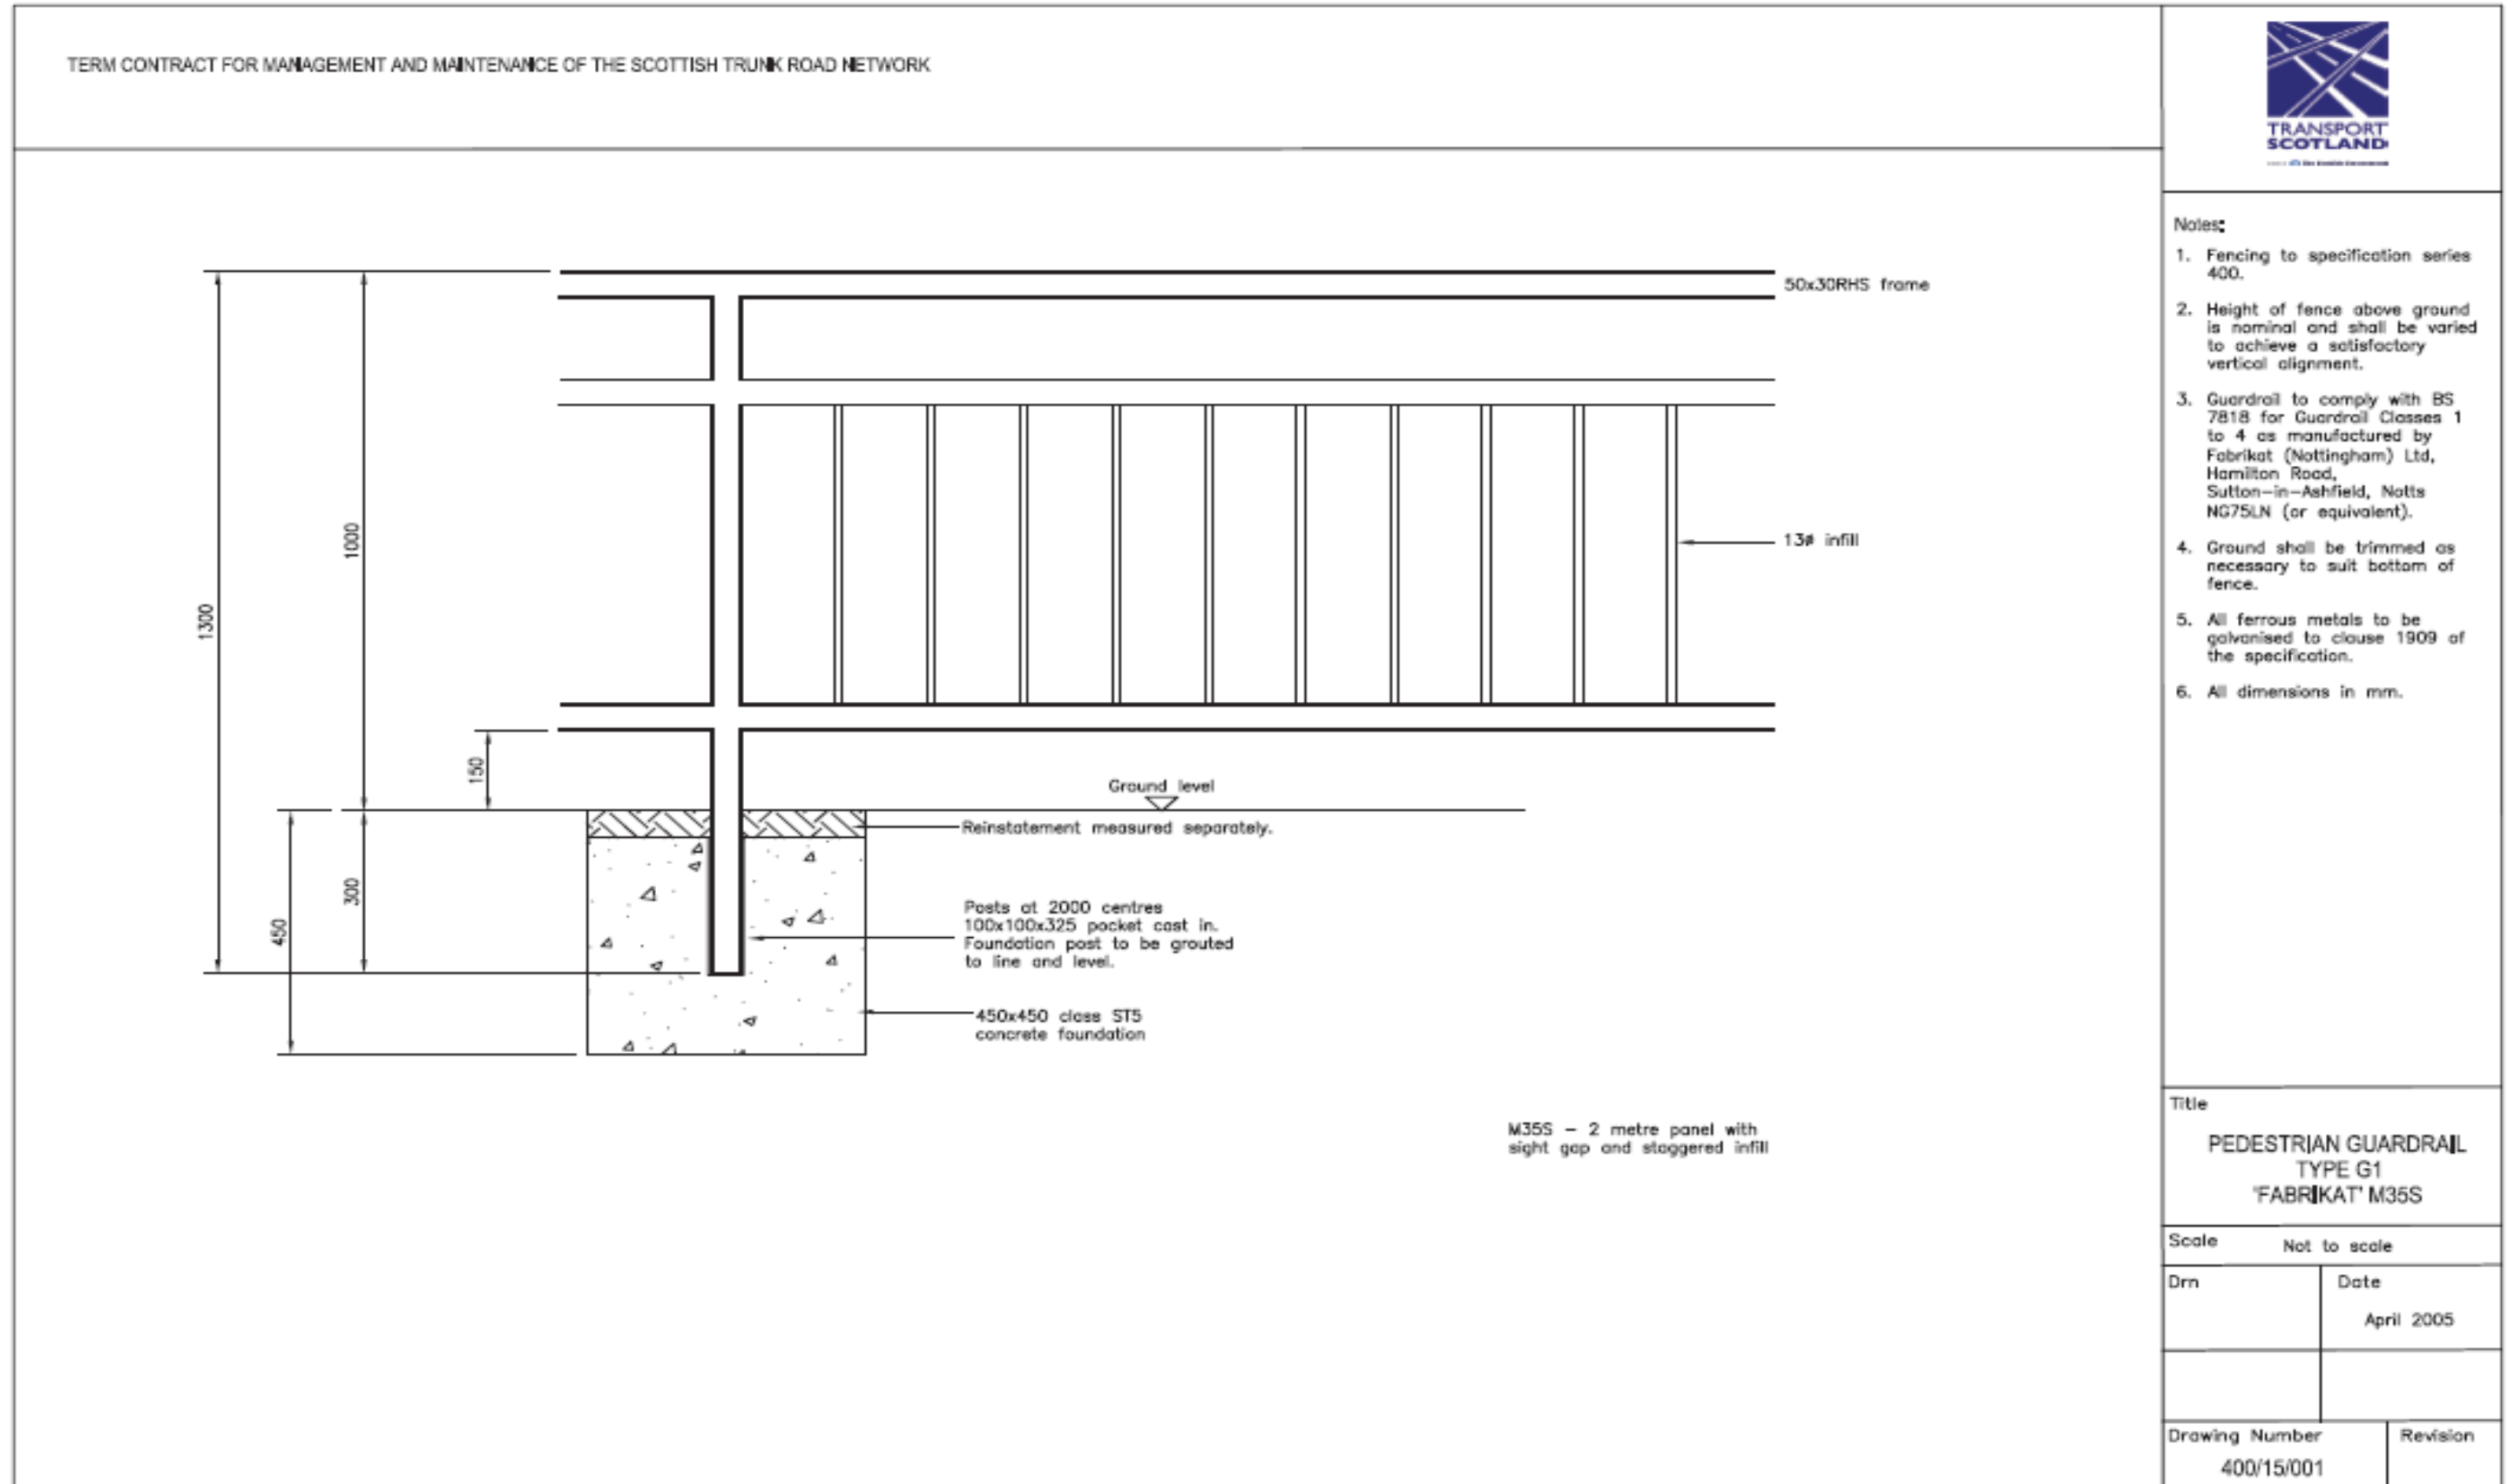 TERM CONTRACT FOR MANAGEMENT AND MAINTENANCE OF THE SCOTTISH TRUNK ROAD NETWORK
TRANSPORT
SCOTLAND
50x30RHS frame
13ø infill
1000
1300
150
300
450
Ground level
Reinstatement measured separately.
Posts at 2000 centres
100x100x325 pocket cast in.
Foundation post to be grouted
to line and level.
450x450 class ST5
concrete foundation
M35S - 2 metre panel with
sight gap and staggered infill
Notes:
1. Fencing to specification series
400.
2. Height of fence above ground
is nominal and shall be varied
to achieve a satisfactory
vertical alignment.
3. Guardrail to comply with BS
7818 for Guardrail Classes 1
to 4 as manufactured by
Fabrikat (Nottingham) Ltd,
Hamilton Road,
Sutton-in-Ashfield, Notts
NG75LN (or equivalent).
4. Ground shall be trimmed as
necessary to suit bottom of
fence.
5. All ferrous metals to be
galvanised to clause 1909 of
the specification.
6. All dimensions in mm.
Title
PEDESTRIAN GUARDRAIL
TYPE G1
'FABRIKAT' M35S
Scale Not to scale
Drn Date
April 2005
Drawing Number Revision
400/15/001